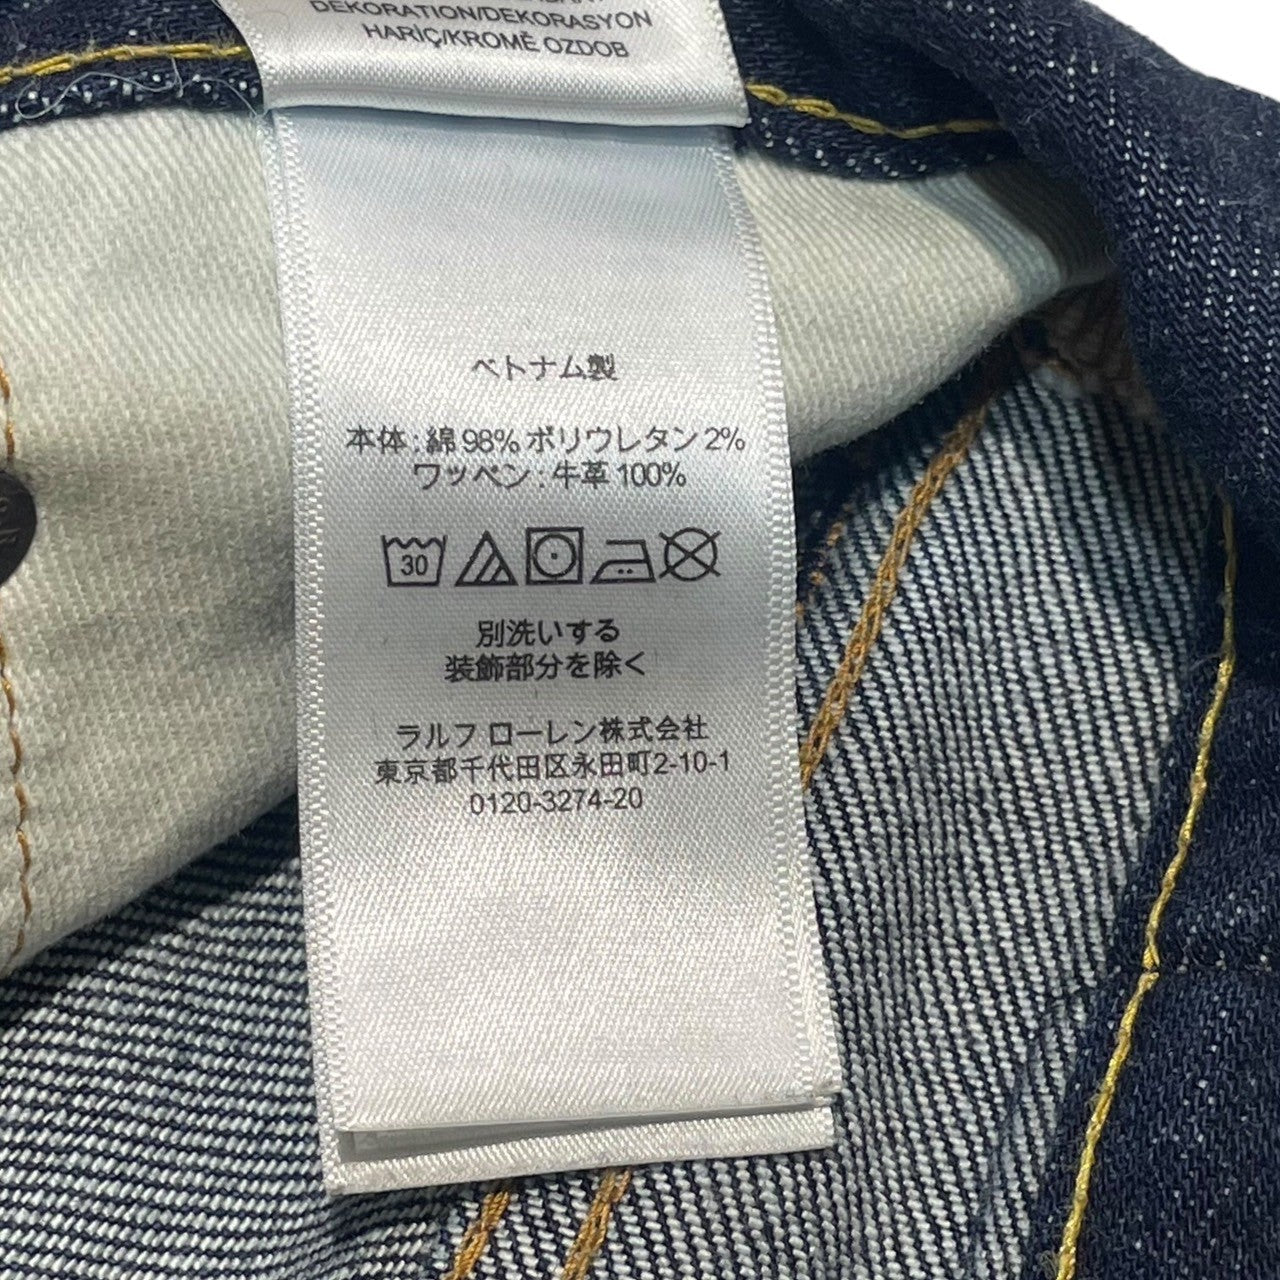 DEKORATION/DEKORASYON
HARİÇ/KROMĚ OZDOB
ベトナム製
本体 : 綿 98% ポリウレタン 2%
ワッペン : 牛革 100%
30
別洗いする
装飾部分を除く
ラルフ ローレン株式会社
東京都千代田区永田町2-10-1
0120-3274-20